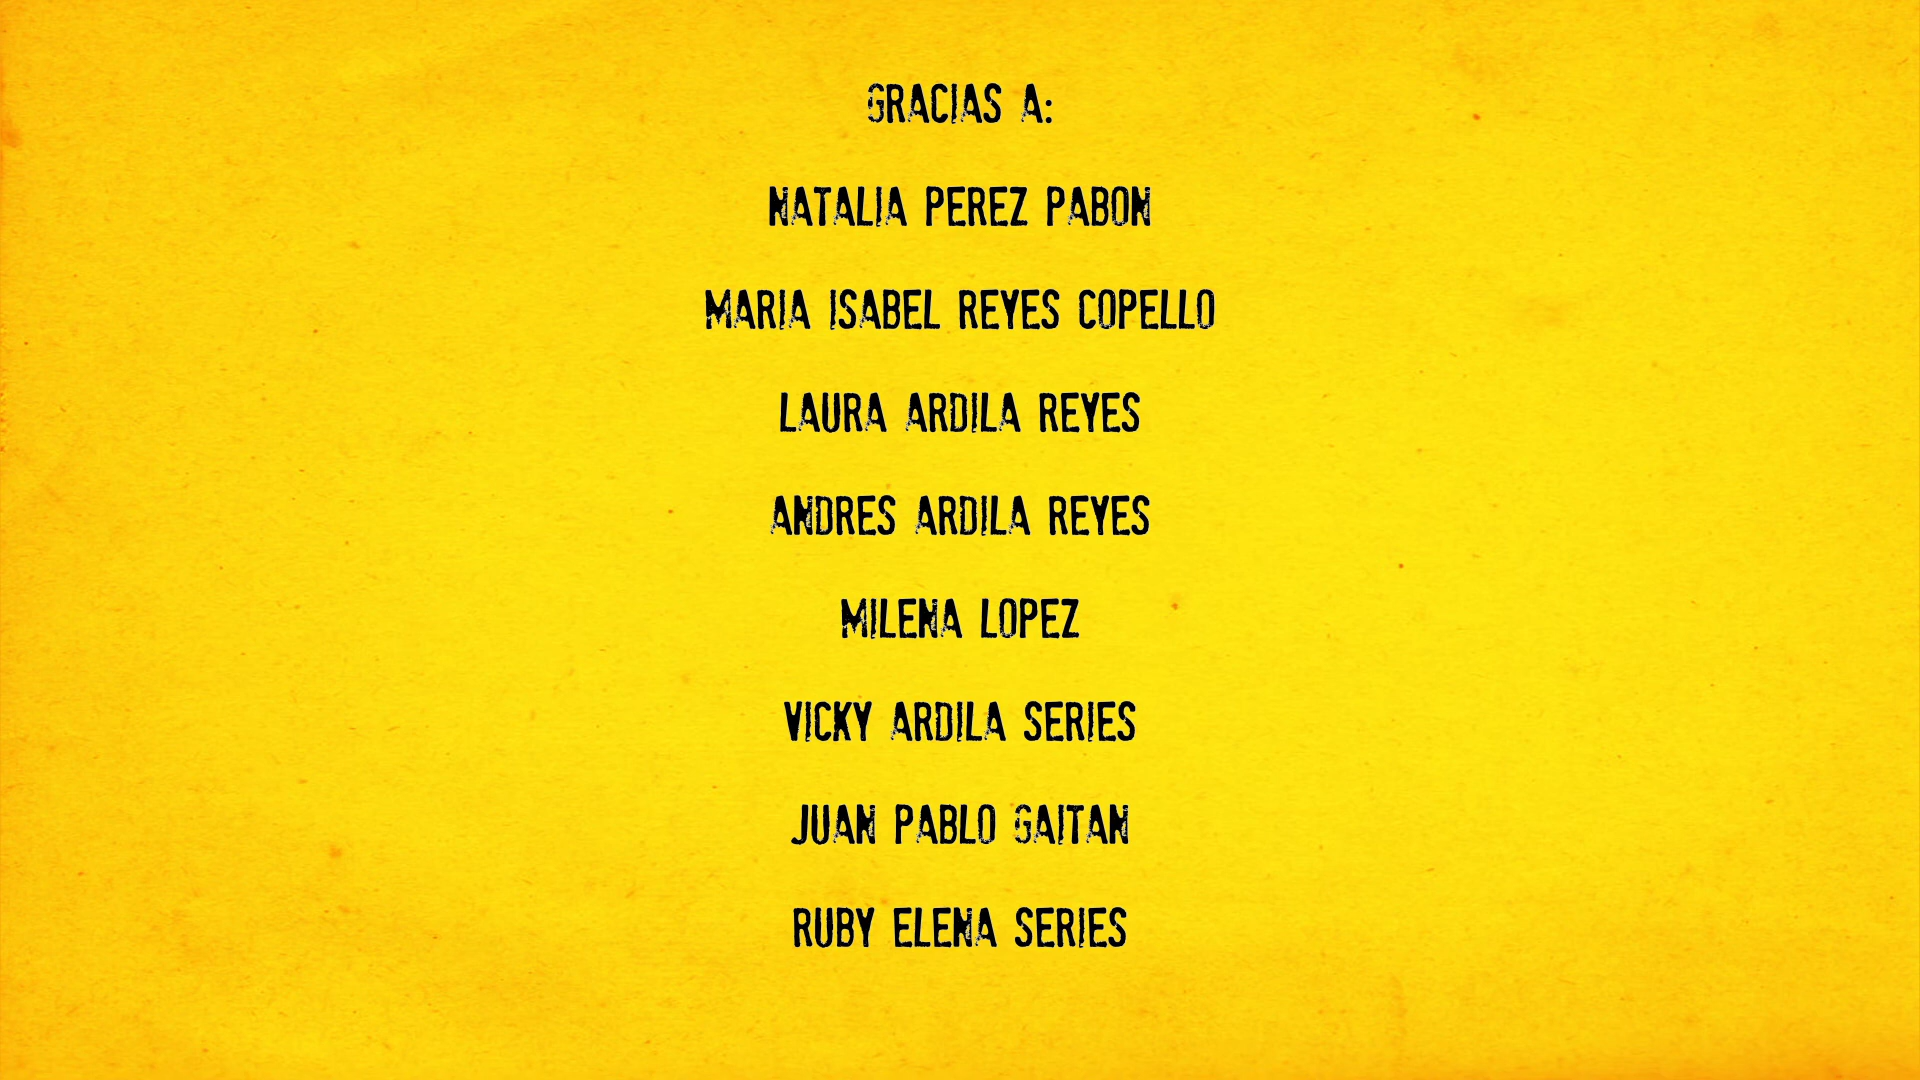 GRACIAS A:
NATALIA PEREZ PABON
MARIA ISABEL REYES COPELLO
LAURA ARDILA REYES
ANDRES ARDILA REYES
MILENA LOPEZ
VICKY ARDILA SERIES
JUAN PABLO GAITAN
RUBY ELENA SERIES